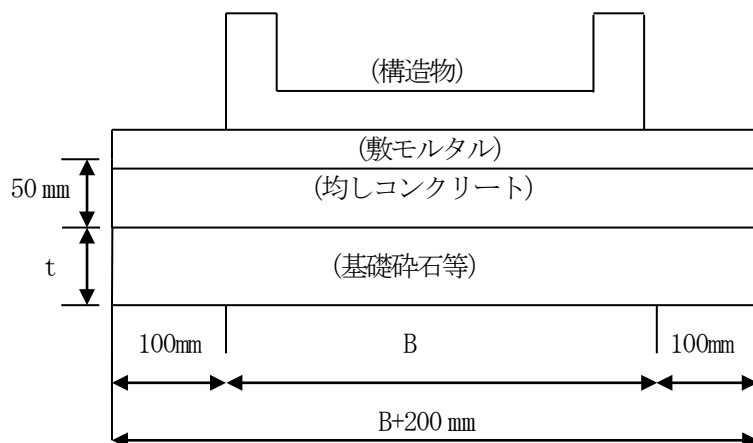 (構造物)
(敷モルタル)
50 mm
(均しコンクリート)
t
(基礎砕石等)
100mm
B
100mm
B+200 mm